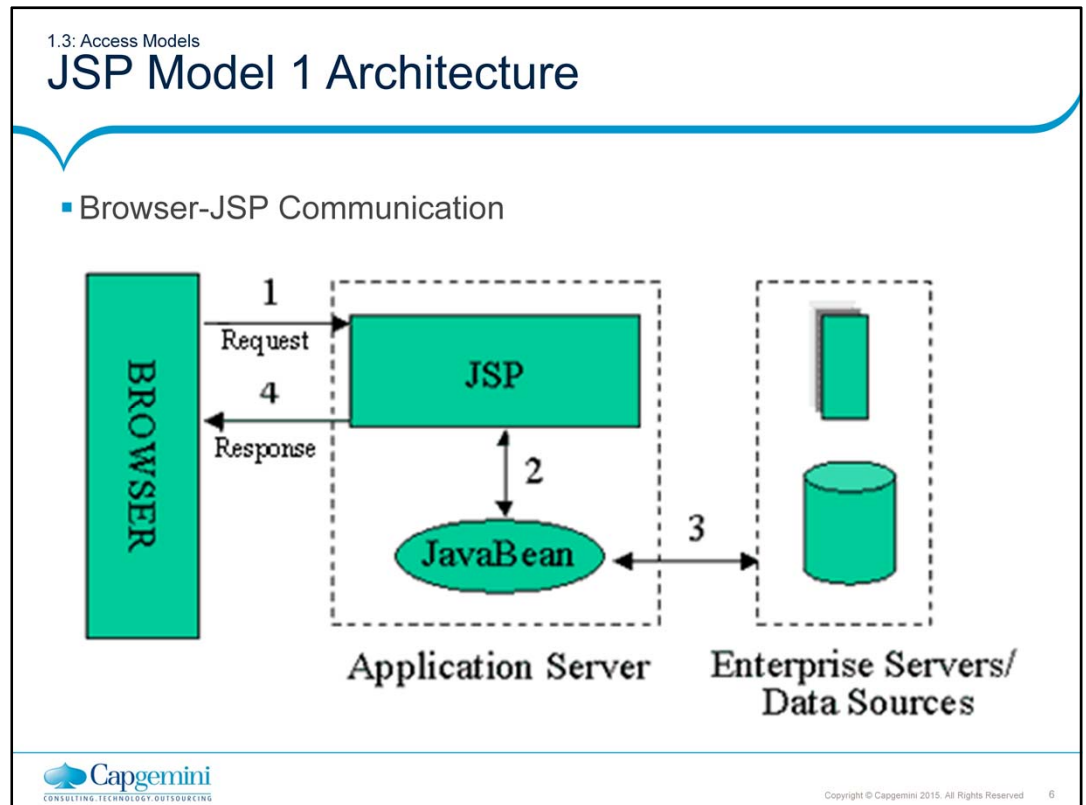 1.3: Access Models
JSP Model 1 Architecture
Browser-JSP Communication
BROWSER
1
Request
4
Response
JSP
2
JavaBean
3
Application Server
Enterprise Servers/
Data Sources
Capgemini
CONSULTING.TECHNOLOGY.OUTSOURCING
Copyright © Capgemini 2015. All Rights Reserved 6